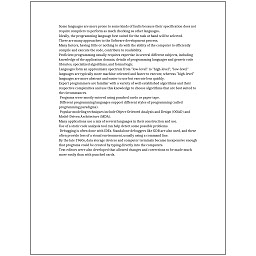 Some languages are more prone to some kinds of faults because their specification does not
require compilers to perform as much checking as other languages.
Ideally, the programming language best suited for the task at hand will be selected.
There are many approaches to the Software development process.
Many factors, having little or nothing to do with the ability of the computer to efficiently
compile and execute the code, contribute to readability.
Proficient programming usually requires expertise in several different subjects, including
knowledge of the application domain, details of programming languages and generic code
libraries, specialized algorithms, and formal logic.
Languages form an approximate spectrum from "low-level" to "high-level"; "low-level"
languages are typically more machine-oriented and faster to execute, whereas "high-level"
languages are more abstract and easier to use but execute less quickly.
Expert programmers are familiar with a variety of well-established algorithms and their
respective complexities and use this knowledge to choose algorithms that are best suited to
the circumstances.
Programs were mostly entered using punched cards or paper tape.
Different programming languages support different styles of programming (called
programming paradigms).
Popular modeling techniques include Object-Oriented Analysis and Design (OOAD) and
Model-Driven Architecture (MDA).
Many applications use a mix of several languages in their construction and use.
Use of a static code analysis tool can help detect some possible problems.
Debugging is often done with IDEs. Standalone debuggers like GDB are also used, and these
often provide less of a visual environment, usually using a command line.
By the late 1960s, data storage devices and computer terminals became inexpensive enough
that programs could be created by typing directly into the computers.
Text editors were also developed that allowed changes and corrections to be made much
more easily than with punched cards.